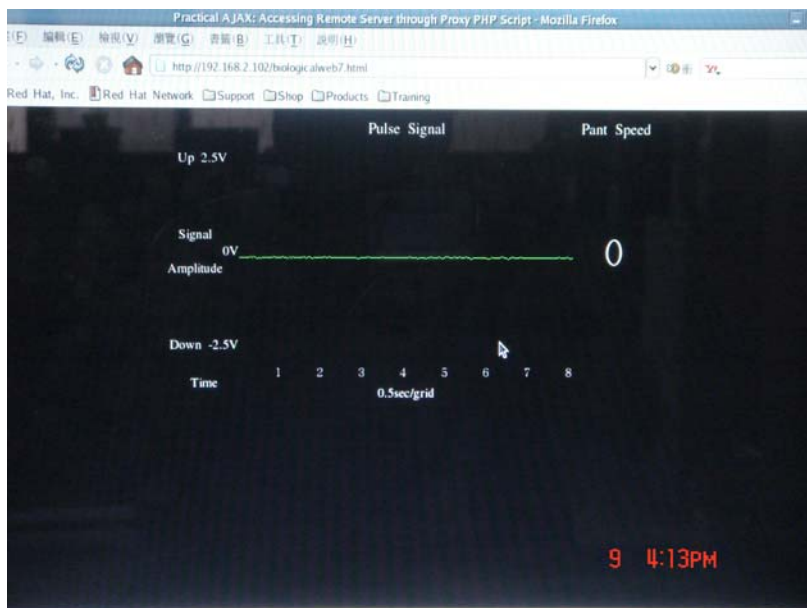 Practical AJAX: Accessing Remote Server through Proxy PHP Script - Mozilla Firefox
(F) 編輯(E) 檢視(V) 瀏覽(G) 書籤(B) 工具(T) 說明(H)
http://192.168.2.102/biologicalweb7.html
Red Hat, Inc. Red Hat Network Support Shop Products Training
Pulse Signal Pant Speed
Up 2.5V
Signal
0V
Amplitude
0
Down -2.5V
1 2 3 4 5 6 7 8
Time
0.5sec/grid
9 4:13PM